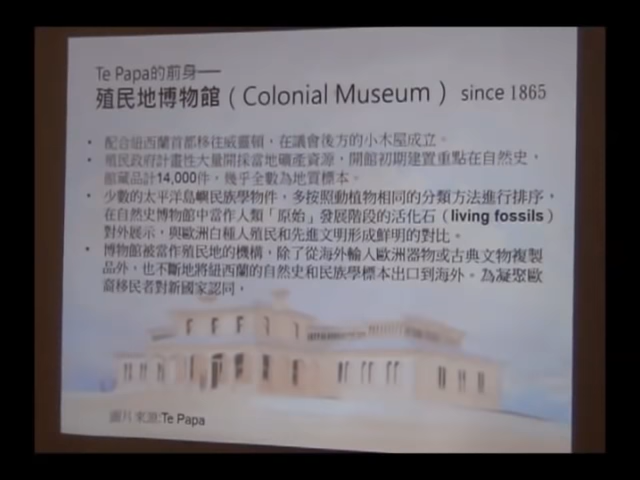 Te Papa的前身──
殖民地博物館（Colonial Museum）since 1865
• 配合紐西蘭首都移往威靈頓，在議會後方的小木屋成立。
• 殖民政府計畫性大量開採當地礦產資源，開館初期建置重點在自然史，
館藏品計14,000件，幾乎全數為地質標本。
• 少數的太平洋島嶼民族學物件，多按照動植物相同的分類方法進行排序，
在自然史博物館中當作人類「原始」發展階段的活化石（living fossils）
對外展示，與歐洲白種人殖民和先進文明形成鮮明的對比。
• 博物館被當作殖民地的機構，除了從海外輸入歐洲器物或古典文物複製
品外，也不斷地將紐西蘭的自然史和民族學標本出口到海外。為凝聚歐
裔移民者對新國家認同，
圖片來源:Te Papa